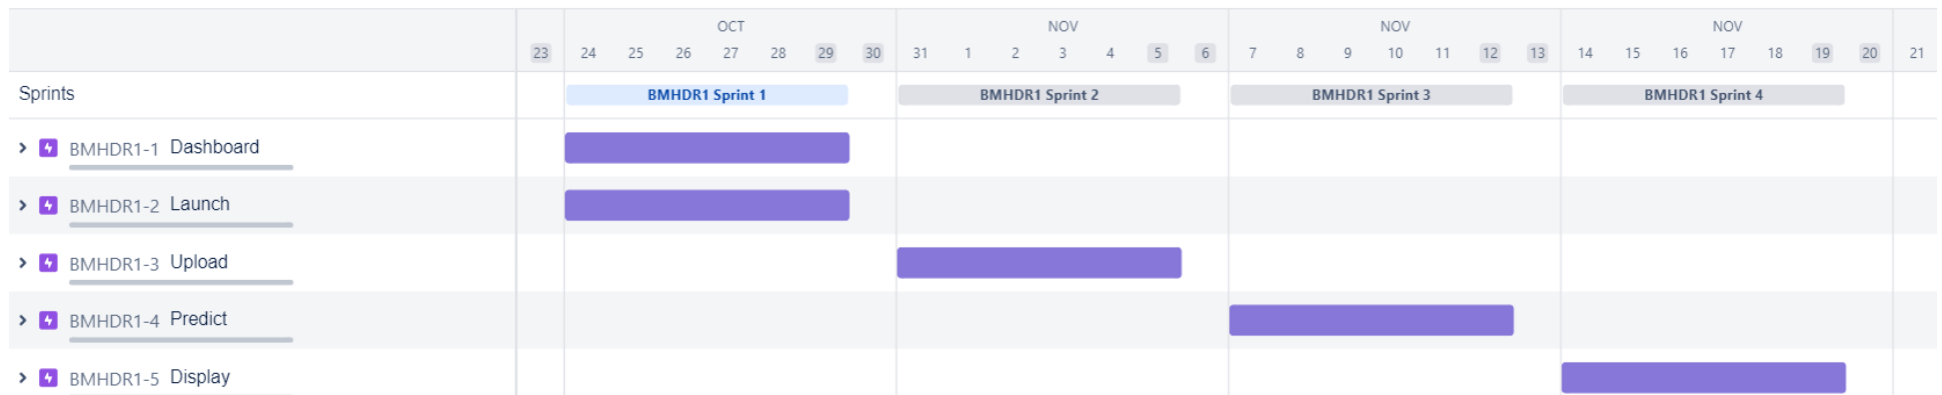 OCT NOV NOV NOV
23 24 25 26 27 28 29 30 31 1 2 3 4 5 6 7 8 9 10 11 12 13 14 15 16 17 18 19 20 21
Sprints BMHDR1 Sprint 1 BMHDR1 Sprint 2 BMHDR1 Sprint 3 BMHDR1 Sprint 4
BMHDR1-1 Dashboard
BMHDR1-2 Launch
BMHDR1-3 Upload
BMHDR1-4 Predict
BMHDR1-5 Display